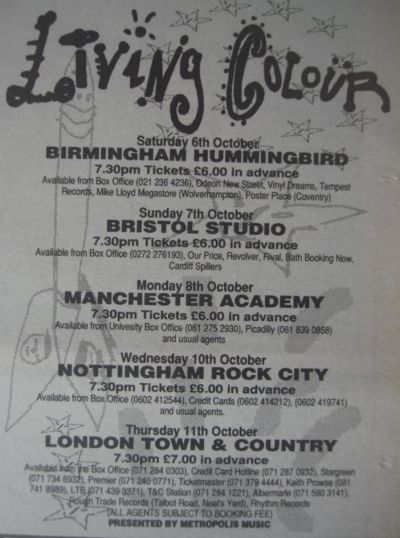 Living Colour
Saturday 6th October
BIRMINGHAM HUMMINGBIRD
7.30pm Tickets £6.00 in advance
Available from Box Office (021 236 4236), Odeon New Street, Vinyl Dreams, Tempest
Records, Mike Lloyd Megastore (Wolverhampton), Poster Place (Coventry)
Sunday 7th October
BRISTOL STUDIO
7.30pm Tickets £6.00 in advance
Available from Box Office (0272 276193), Our Price, Revolver, Rival, Bath Booking Now,
Cardiff Spillers
Monday 8th October
MANCHESTER ACADEMY
7.30pm Tickets £6.00 in advance
Available from Univesity Box Office (061 275 2930), Picadilly (061 839 0858)
and usual agents
Wednesday 10th October
NOTTINGHAM ROCK CITY
7.30pm Tickets £6.00 in advance
Available from Box Office (0602 412544), Credit Cards (0602 414212), (0602 419741)
and usual agents.
Thursday 11th October
LONDON TOWN & COUNTRY
7.30pm £7.00 in advance
Available from the Box Office (071 284 0303), Credit Card Hotline (071 287 0932), Stargreen
(071 734 8932), Premier (071 240 0771), Ticketmaster (071 379 4444), Keith Prowse (081
741 8989), LTB (071 439 3371), T&C Station (071 284 1221), Albermarle (071 580 3141),
Rough Trade Records (Talbot Road, Neal's Yard), Rhythm Records
(ALL AGENTS SUBJECT TO BOOKING FEE)
PRESENTED BY METROPOLIS MUSIC